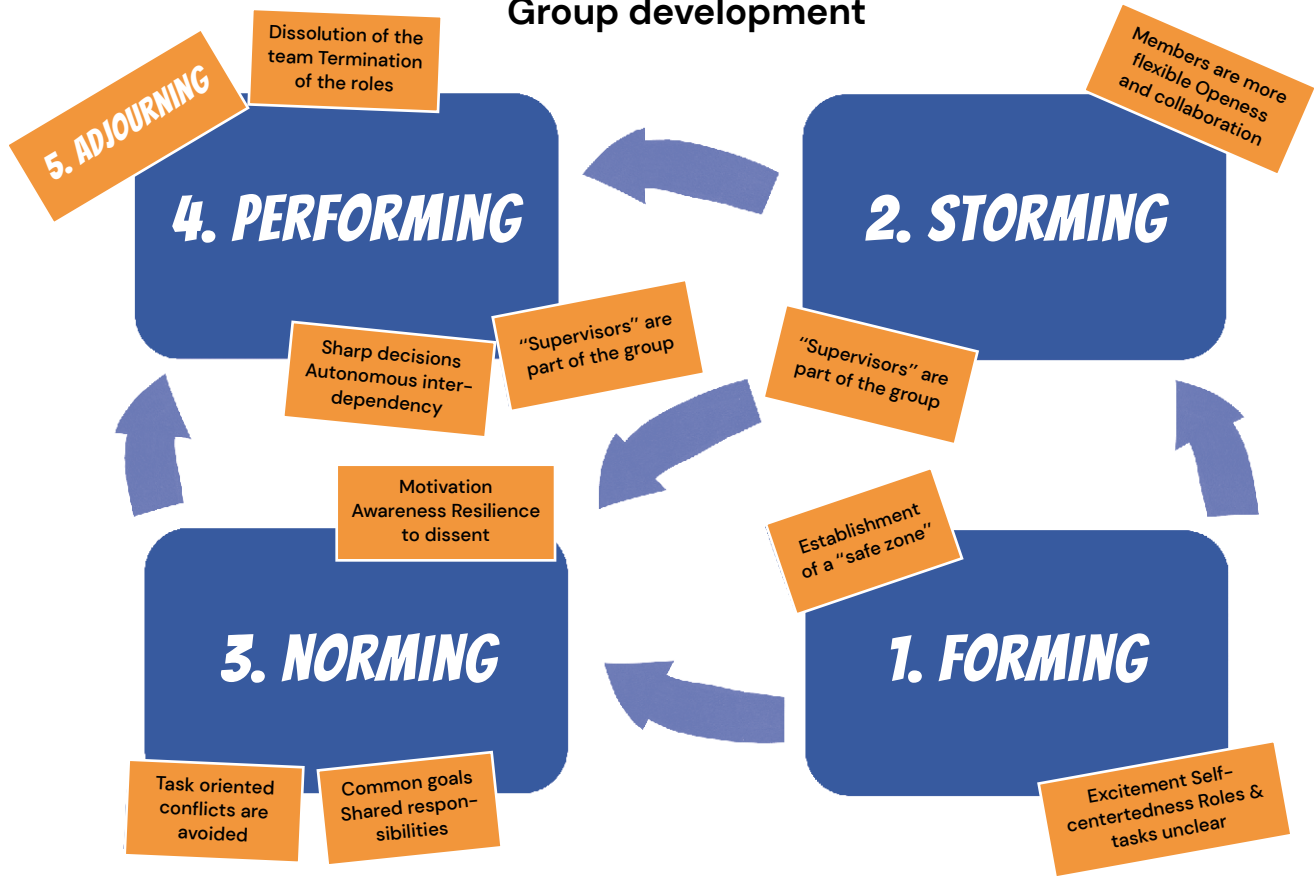 Group development
5. ADJOURNING
Dissolution of the
team Termination
of the roles
4. PERFORMING
Sharp decisions
Autonomous inter-
dependency
“Supervisors” are
part of the group
Members are more
flexible Openess
and collaboration
2. STORMING
“Supervisors” are
part of the group
Motivation
Awareness Resilience
to dissent
3. NORMING
Task oriented
conflicts are
avoided
Common goals
Shared respon-
sibilities
Establishment
of a “safe zone”
1. FORMING
Excitement Self-
centertedness Roles &
tasks unclear